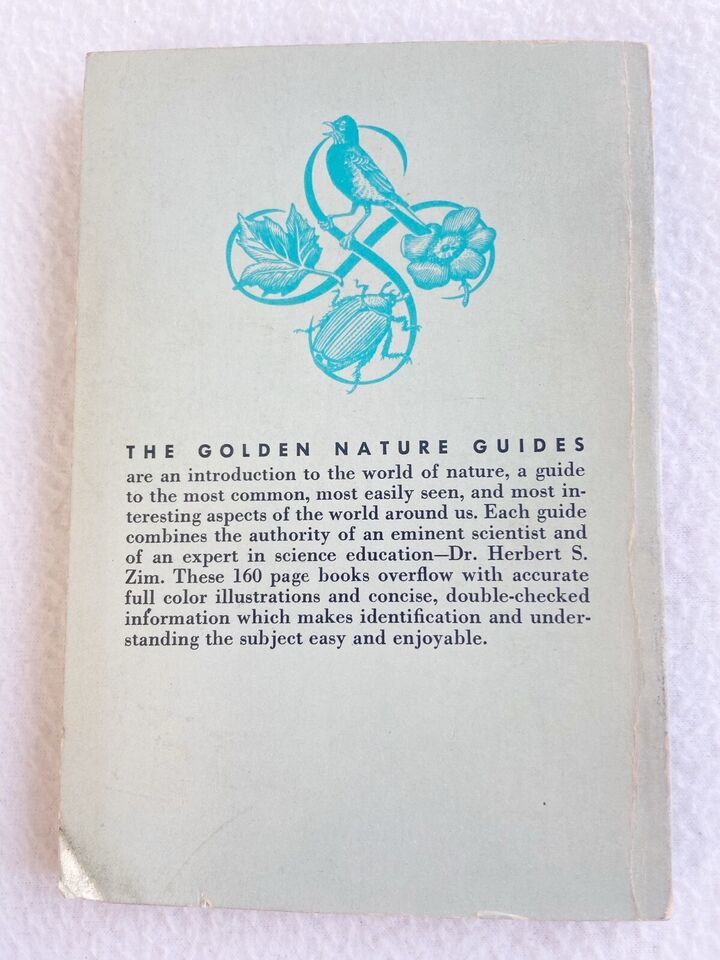 THE GOLDEN NATURE GUIDES
are an introduction to the world of nature, a guide
to the most common, most easily seen, and most in-
teresting aspects of the world around us. Each guide
combines the authority of an eminent scientist and
of an expert in science education—Dr. Herbert S.
Zim. These 160 page books overflow with accurate
full color illustrations and concise, double-checked
information which makes identification and under-
standing the subject easy and enjoyable.